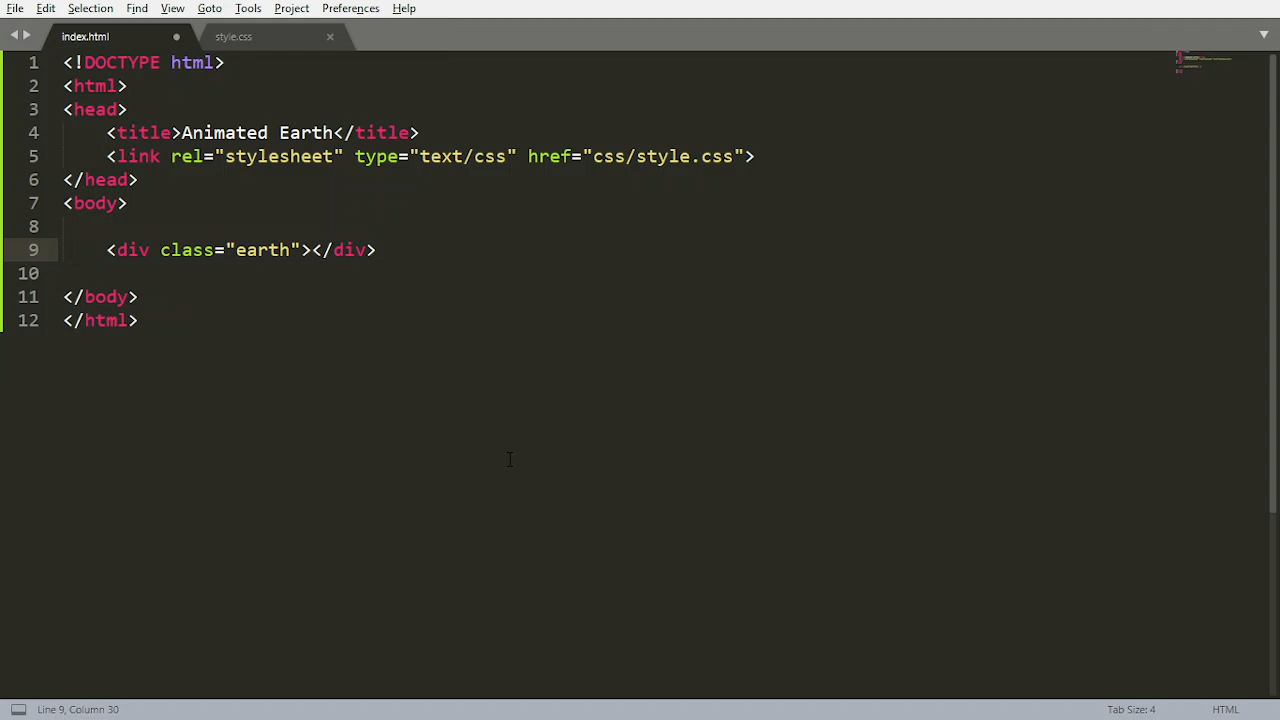 File Edit Selection Find View Goto Tools Project Preferences Help
index.html style.css
1 <!DOCTYPE html>
2 <html>
3 <head>
4 <title>Animated Earth</title>
5 <link rel="stylesheet" type="text/css" href="css/style.css">
6 </head>
7 <body>
8
9 <div class="earth"></div>
10
11 </body>
12 </html>
Line 9, Column 30 Tab Size: 4 HTML